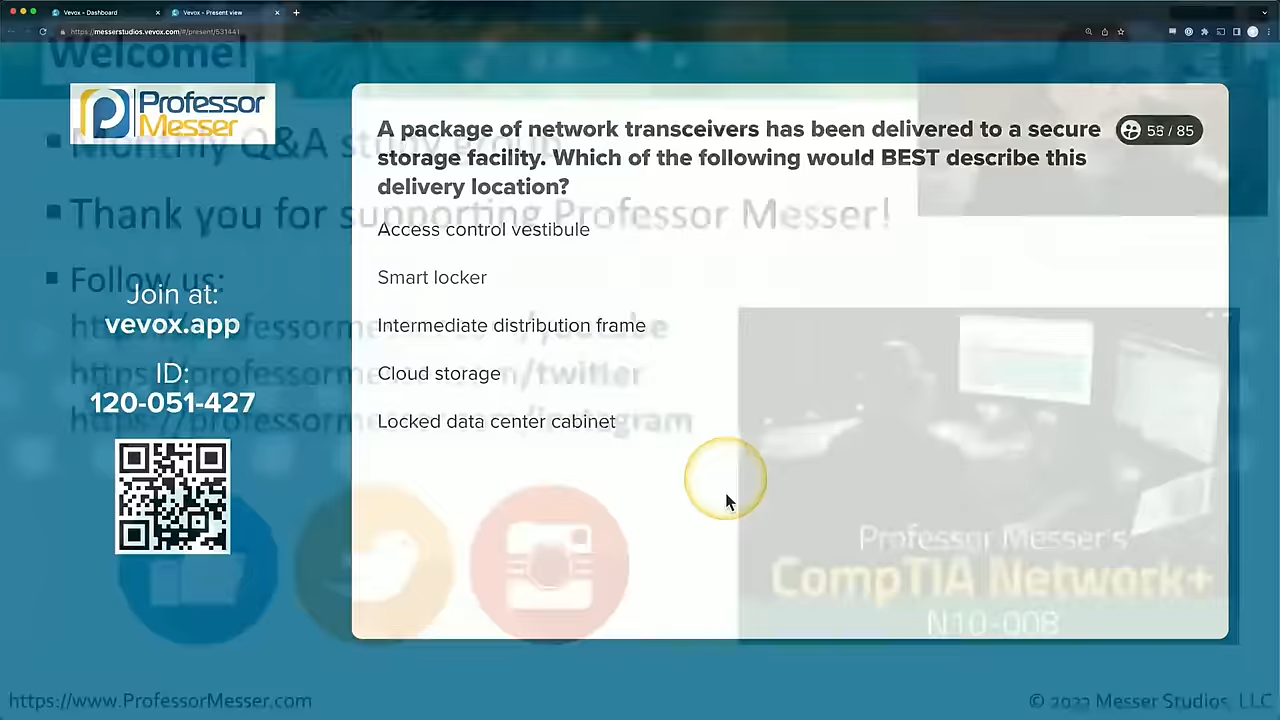 Vevox - Dashboard
Vevox - Present view
https://messerstudios.vevox.com/#/present/531441
Welcome!
Professor
Messer
A package of network transceivers has been delivered to a secure
storage facility. Which of the following would BEST describe this
delivery location?
/ 85
Monthly Q&A study group
Thank you for supporting Professor Messer!
Access control vestibule
Smart locker
Follow us:
Join at:
vevox.app
Intermediate distribution frame
Cloud storage
ID:
120-051-427
Locked data center cabinet
Professor Messer's
CompTIA Network+
N10-008
https://www.ProfessorMesser.com
© 2023 Messer Studios, LLC